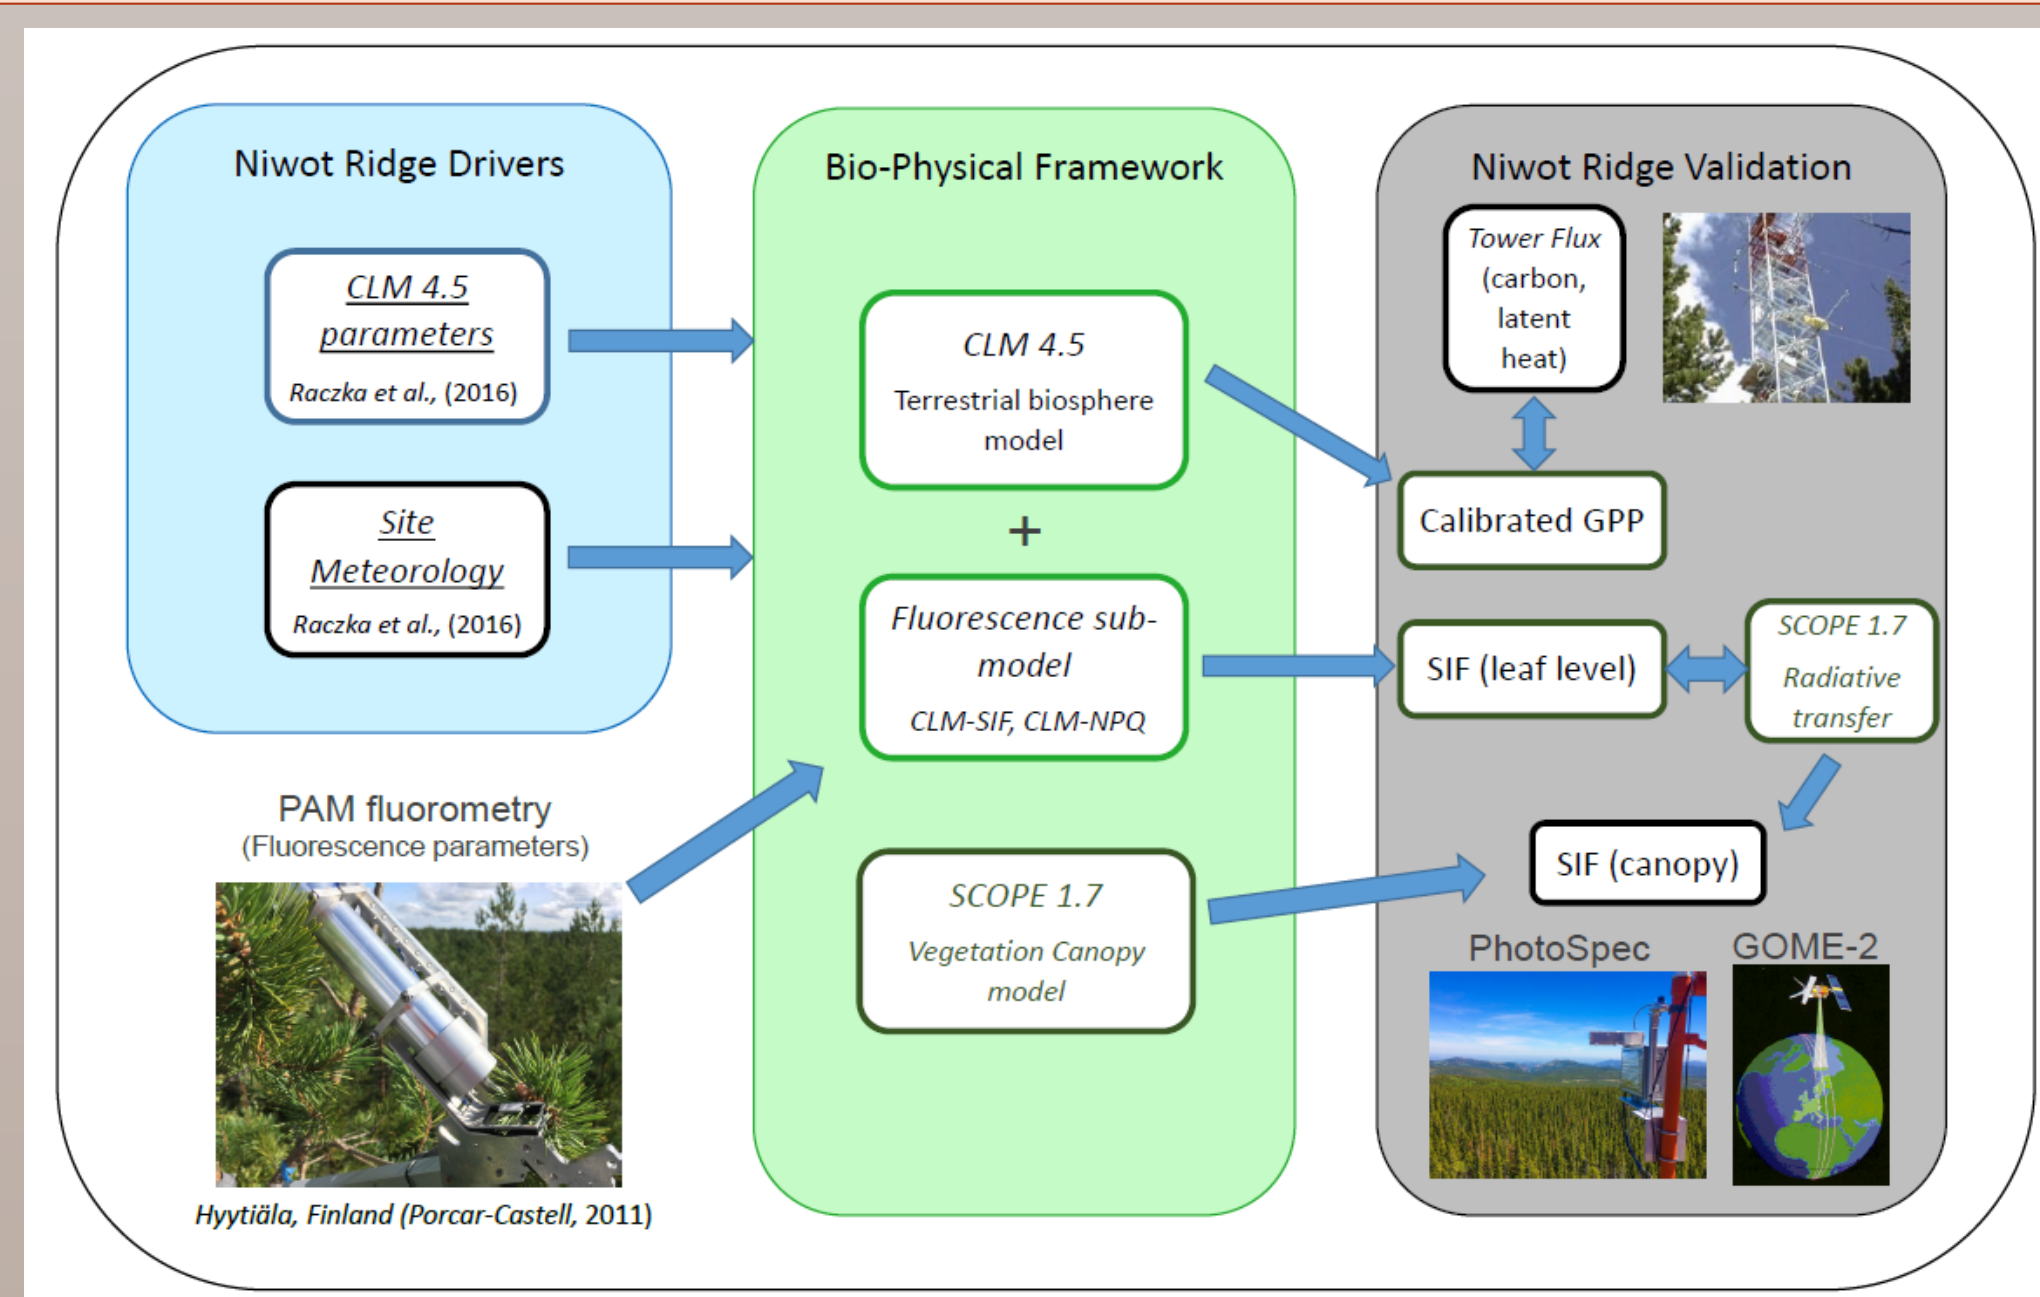 Niwot Ridge Drivers
CLM 4.5
parameters
Raczka et al., (2016)
Site
Meteorology
Raczka et al., (2016)
PAM fluorometry
(Fluorescence parameters)
Hyytiäla, Finland (Porcar-Castell, 2011)
Bio-Physical Framework
CLM 4.5
Terrestrial biosphere
model
+
Fluorescence sub-
model
CLM-SIF, CLM-NPQ
SCOPE 1.7
Vegetation Canopy
model
Niwot Ridge Validation
Tower Flux
(carbon,
latent
heat)
Calibrated GPP
SIF (leaf level)
SCOPE 1.7
Radiative
transfer
SIF (canopy)
PhotoSpec
GOME-2